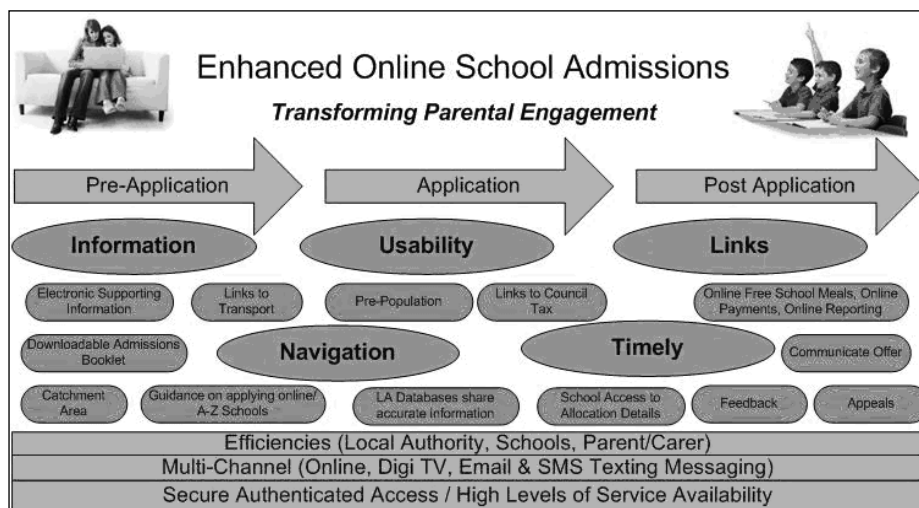 Enhanced Online School Admissions
Transforming Parental Engagement
Pre-Application
Application
Post Application
Information
Usability
Links
Electronic Supporting
Information
Links to
Transport
Pre-Population
Links to Council
Tax
Online Free School Meals, Online
Payments, Online Reporting
Downloadable Admissions
Booklet
Navigation
Timely
Communicate Offer
Catchment
Area
Guidance on applying online/
A-Z Schools
LA Databases share
accurate information
School Access to
Allocation Details
Feedback
Appeals
Efficiencies (Local Authority, Schools, Parent/Carer)
Multi-Channel (Online, Digi TV, Email & SMS Texting Messaging)
Secure Authenticated Access / High Levels of Service Availability